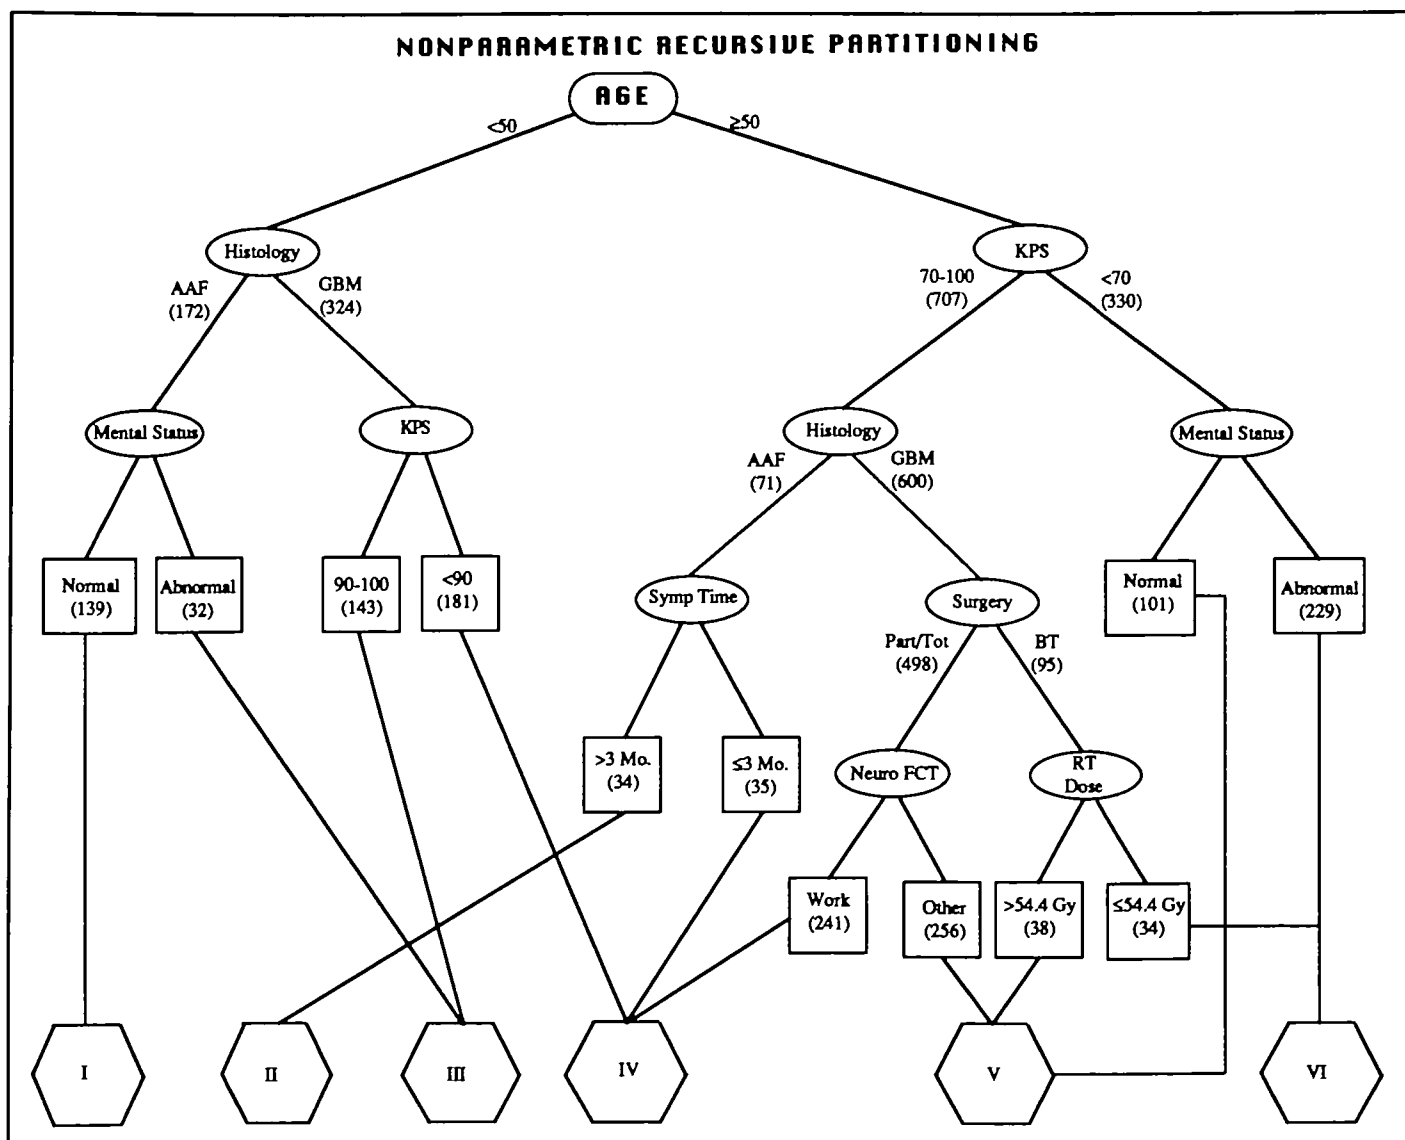 NONPARAMETRIC RECURSIVE PARTITIONING
AGE
<50
≥50
Histology
KPS
AAF
(172)
GBM
(324)
70-100
(707)
<70
(330)
Mental Status
KPS
Histology
Mental Status
AAF
(71)
GBM
(600)
Normal
(139)
Abnormal
(32)
90-100
(143)
<90
(181)
Symp Time
Surgery
Normal
(101)
Abnormal
(229)
Part/Tot
(498)
BT
(95)
>3 Mo.
(34)
≤3 Mo.
(35)
Neuro FCT
RT
Dose
Work
(241)
Other
(256)
>54.4 Gy
(38)
≤54.4 Gy
(34)
I
II
III
IV
V
VI